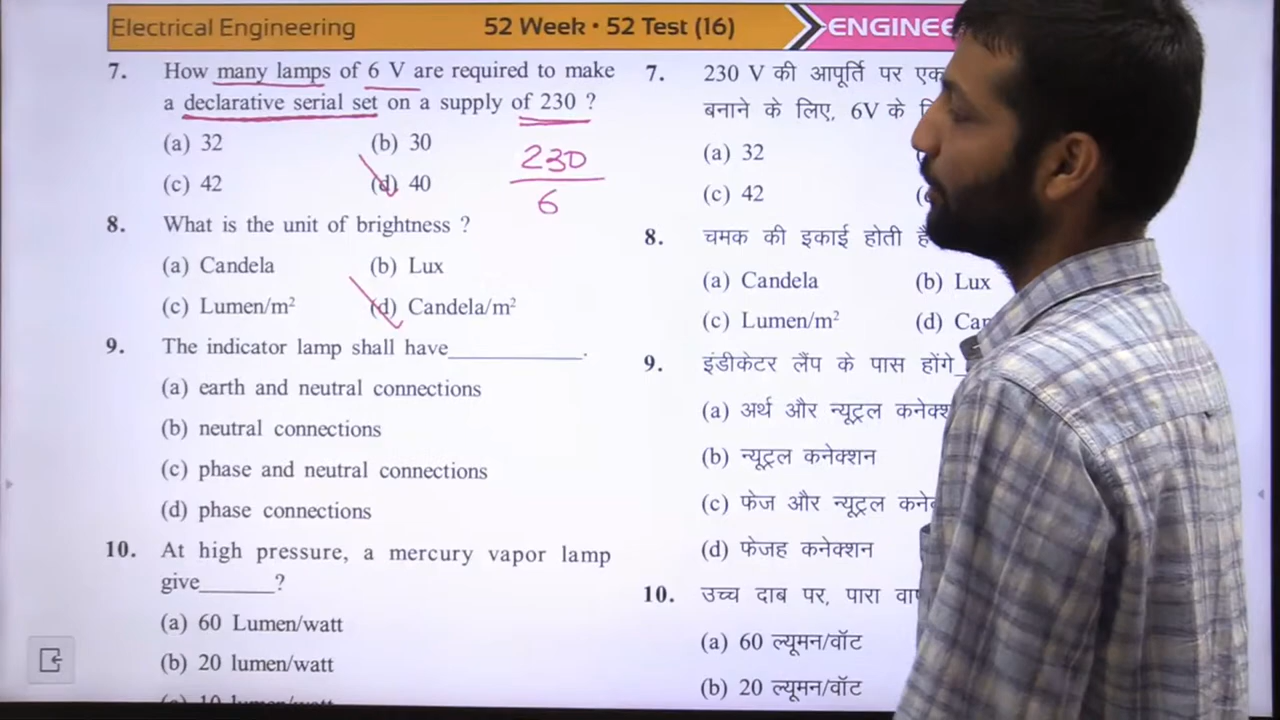 Electrical Engineering
52 Week • 52 Test (16)
ENGINEE
7. How many lamps of 6 V are required to make
a declarative serial set on a supply of 230 ?
(a) 32 (b) 30
(c) 42 (d) 40
230
6
8. What is the unit of brightness ?
(a) Candela (b) Lux
(c) Lumen/m² (d) Candela/m²
9. The indicator lamp shall have____________.
(a) earth and neutral connections
(b) neutral connections
(c) phase and neutral connections
(d) phase connections
10. At high pressure, a mercury vapor lamp
give_______?
(a) 60 Lumen/watt
(b) 20 lumen/watt
7. 230 V की आपूर्ति पर एक
बनाने के लिए, 6V के
(a) 32
(c) 42
8. चमक की इकाई होती
(a) Candela (b) Lux
(c) Lumen/m² (d)
9. इंडीकेटर लैंप के पास होंगे_
(a) अर्थ और न्यूट्रल
(b) न्यूट्रल कनेक्शन
(c) फेज और न्यूट्रल
(d) फेजह कनेक्शन
10. उच्च दाब पर, पारा
(a) 60 ल्यूमन/वॉट
(b) 20 ल्यूमन/वॉट